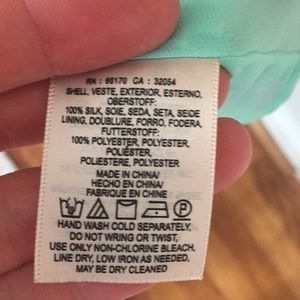 RN : 66170 CA : 32054
SHELL, VESTE, EXTERIOR, ESTERNO,
OBERSTOFF:
100% SILK, SOIE, SEDA, SETA, SEIDE
LINING, DOUBLURE, FORRO, FODERA,
FUTTERSTOFF:
100% POLYESTER, POLYESTER,
POLIÉSTER,
POLIESTERE, POLYESTER
MADE IN CHINA/
HECHO EN CHINA/
FABRIQUE EN CHINE
P
HAND WASH COLD SEPARATELY,
DO NOT WRING OR TWIST,
USE ONLY NON-CHLORINE BLEACH.
LINE DRY, LOW IRON AS NEEDED,
MAY BE DRY CLEANED